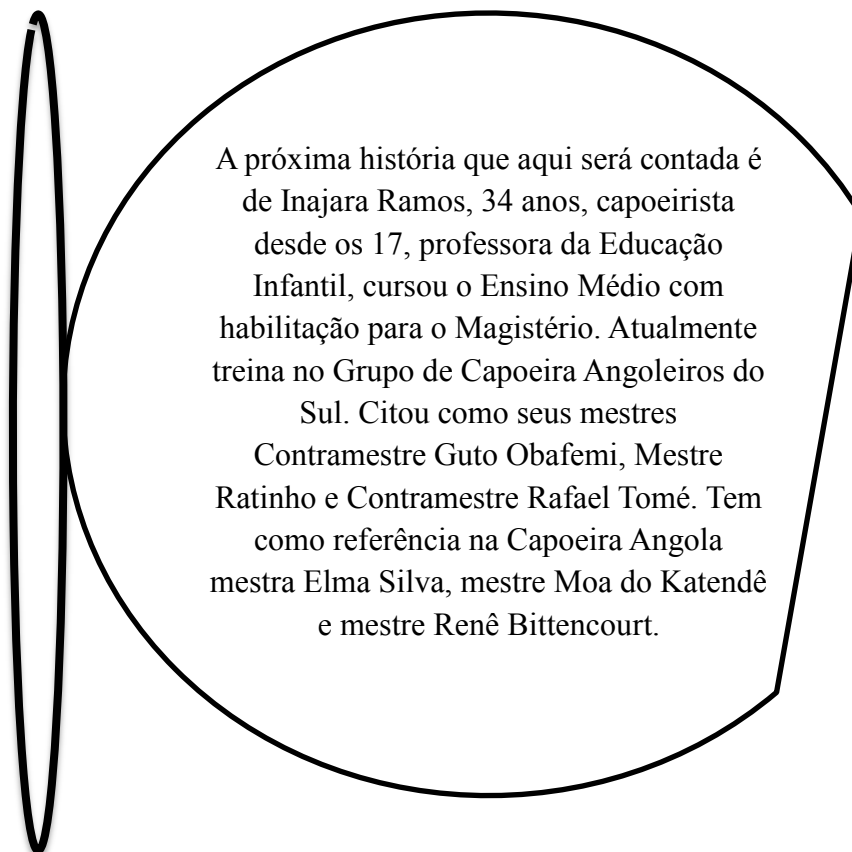 A próxima história que aqui será contada é
de Inajara Ramos, 34 anos, capoeirista
desde os 17, professora da Educação
Infantil, cursou o Ensino Médio com
habilitação para o Magistério. Atualmente
treina no Grupo de Capoeira Angoleiros do
Sul. Citou como seus mestres
Contramestre Guto Obafemi, Mestre
Ratinho e Contramestre Rafael Tomé. Tem
como referência na Capoeira Angola
mestra Elma Silva, mestre Moa do Katendê
e mestre Renê Bittencourt.